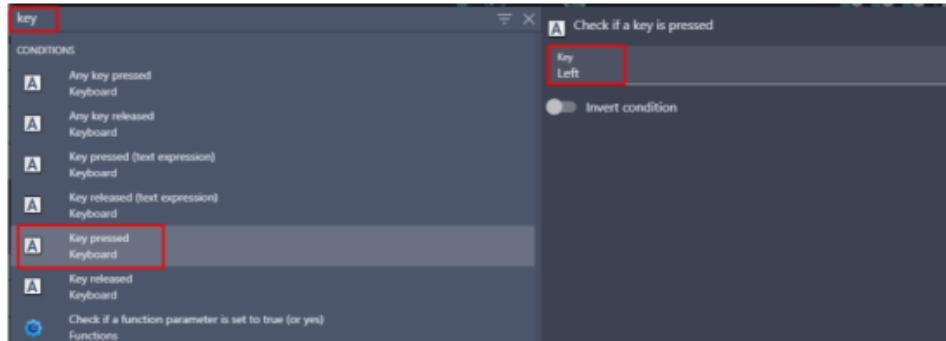 key
CONDITIONS
Any key pressed
Keyboard
Any key released
Keyboard
Key pressed (text expression)
Keyboard
Key released (text expression)
Keyboard
Key pressed
Keyboard
Key released
Keyboard
Check if a function parameter is set to true (or yes)
Functions
Check if a key is pressed
Key
Left
Invert condition